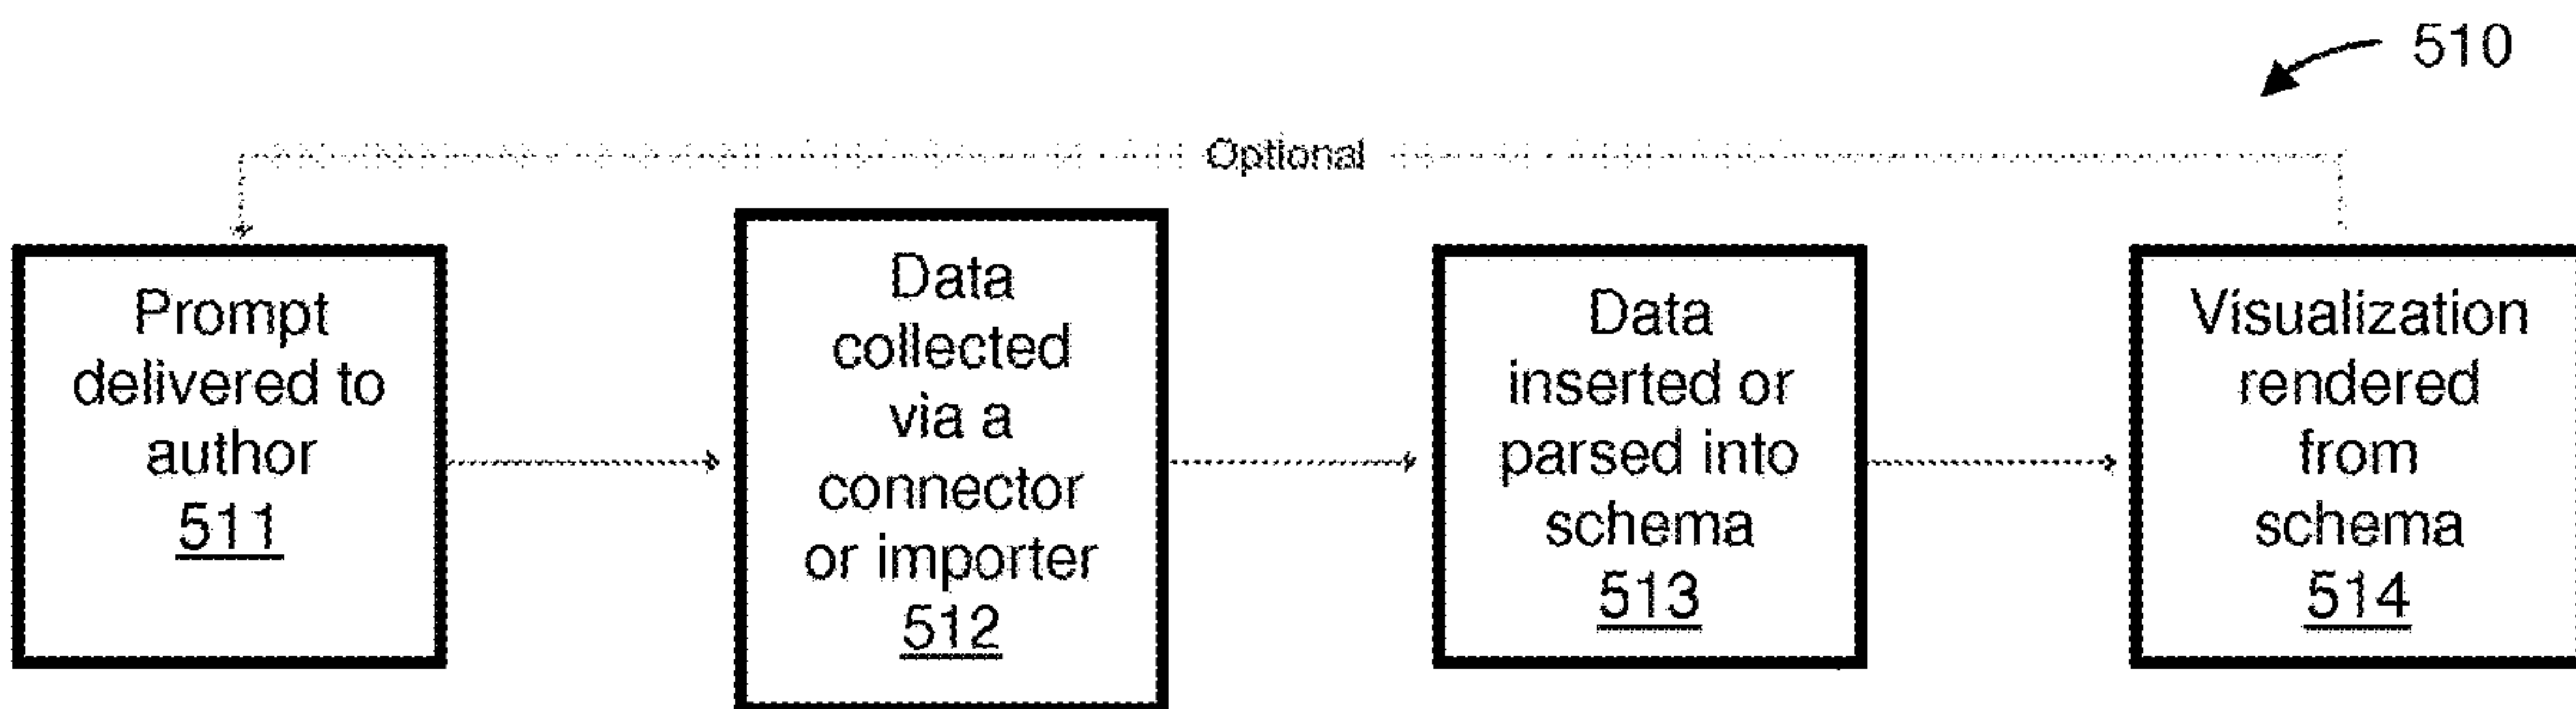 510
Optional
Prompt
delivered to
author
511
Data
collected
via a
connector
or importer
512
Data
inserted or
parsed into
schema
513
Visualization
rendered
from
schema
514